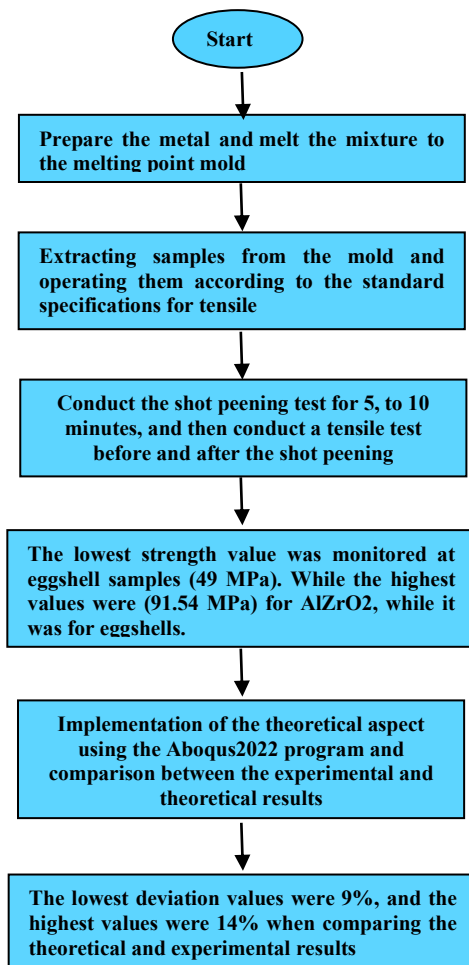 Start
Prepare the metal and melt the mixture to
the melting point mold
Extracting samples from the mold and
operating them according to the standard
specifications for tensile
Conduct the shot peening test for 5, to 10
minutes, and then conduct a tensile test
before and after the shot peening
The lowest strength value was monitored at
eggshell samples (49 MPa). While the highest
values were (91.54 MPa) for AlZrO2, while it
was for eggshells.
Implementation of the theoretical aspect
using the Aboqus2022 program and
comparison between the experimental and
theoretical results
The lowest deviation values were 9%, and the
highest values were 14% when comparing the
theoretical and experimental results